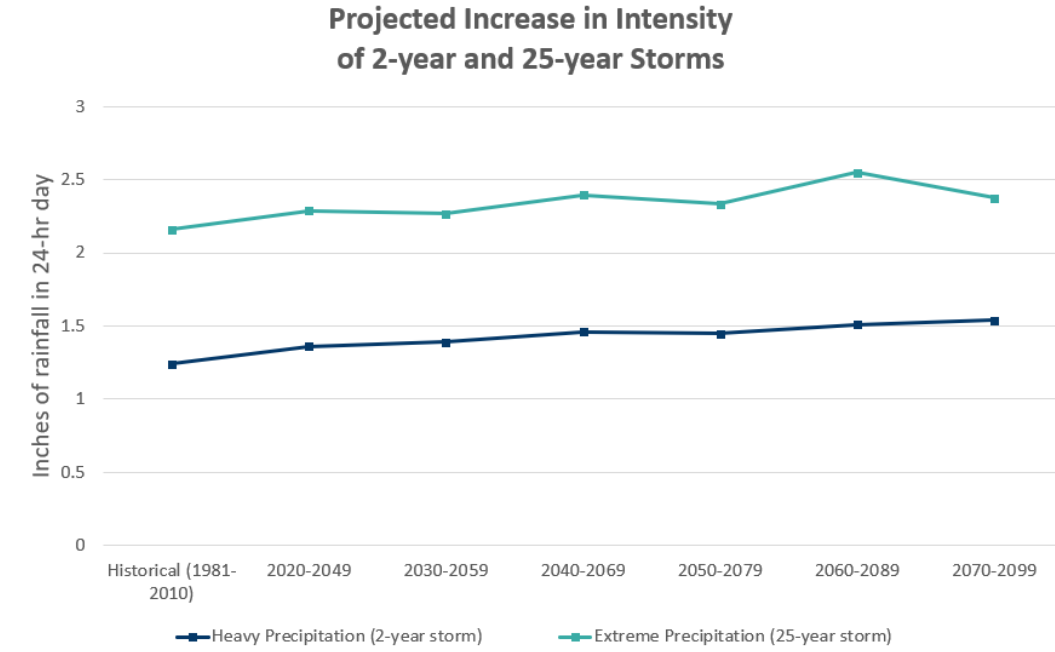 Projected Increase in Intensity
of 2-year and 25-year Storms
Inches of rainfall in 24-hr day
3
2.5
2
1.5
1
0.5
0
Historical (1981-
2010)
2020-2049
2030-2059
2040-2069
2050-2079
2060-2089
2070-2099
Heavy Precipitation (2-year storm)
Extreme Precipitation (25-year storm)